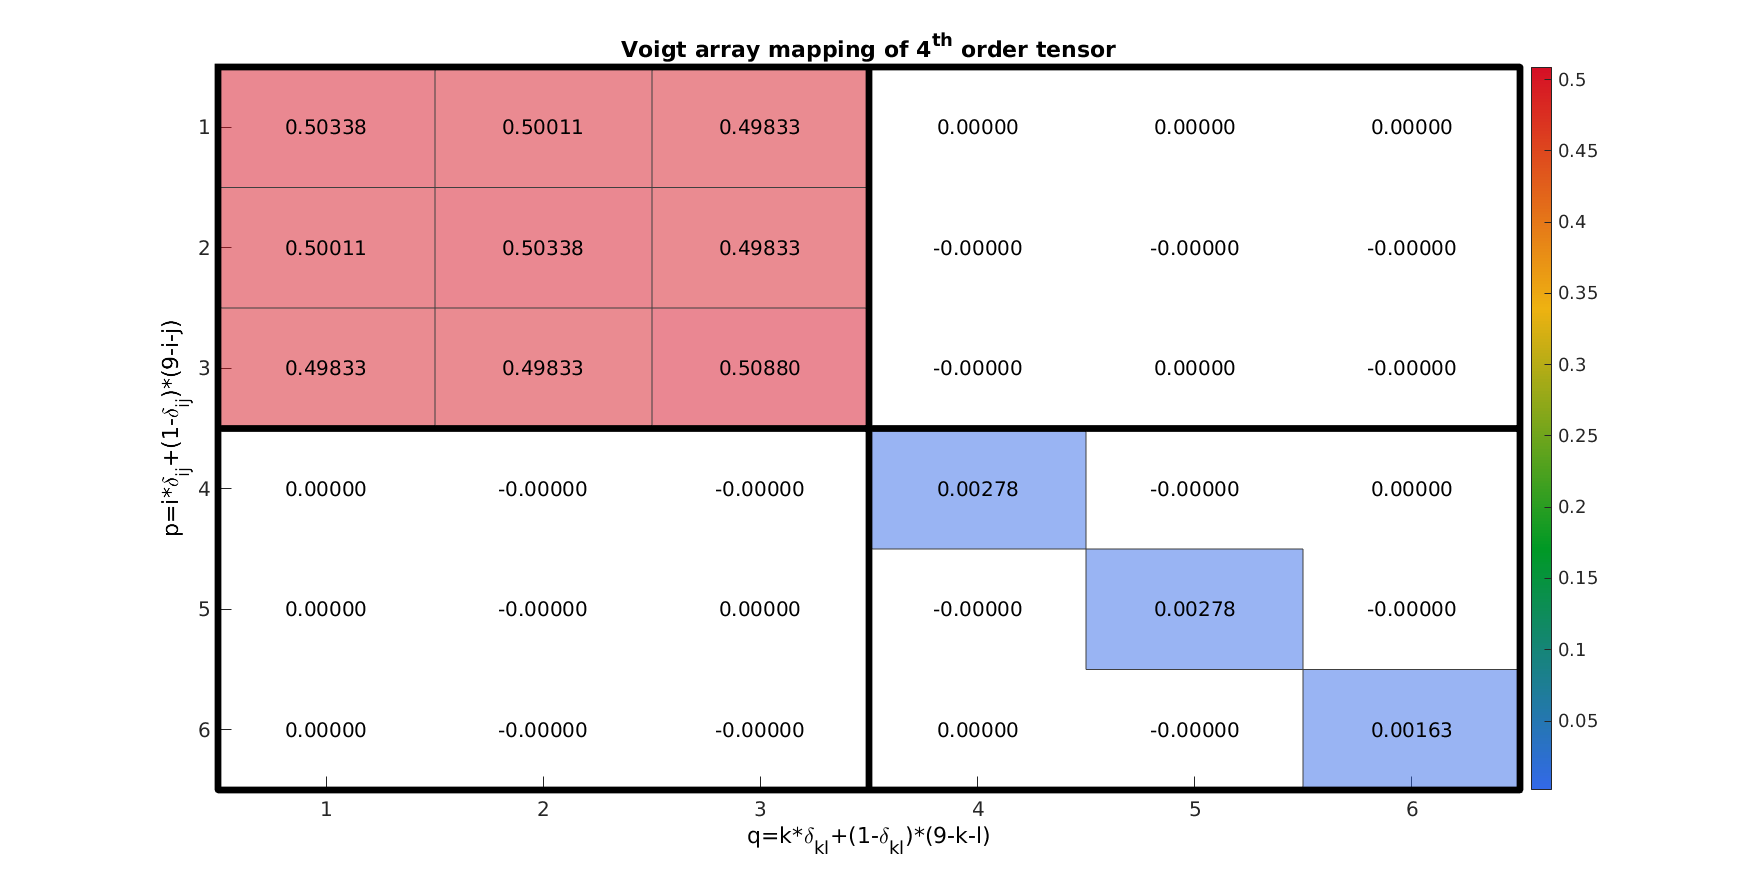 Voigt array mapping of 4th order tensor
1 0.50338 0.50011 0.49833 0.00000 0.00000 0.00000
2 0.50011 0.50338 0.49833 -0.00000 -0.00000 -0.00000
3 0.49833 0.49833 0.50880 -0.00000 0.00000 -0.00000
4 0.00000 -0.00000 -0.00000 0.00278 -0.00000 0.00000
5 0.00000 -0.00000 0.00000 -0.00000 0.00278 -0.00000
6 0.00000 -0.00000 -0.00000 0.00000 -0.00000 0.00163
1 2 3 4 5 6
q=k*δkl+(1-δkl)*(9-k-l)
p=i*δij+(1-δij)*(9-i-j)
0.5
0.45
0.4
0.35
0.3
0.25
0.2
0.15
0.1
0.05